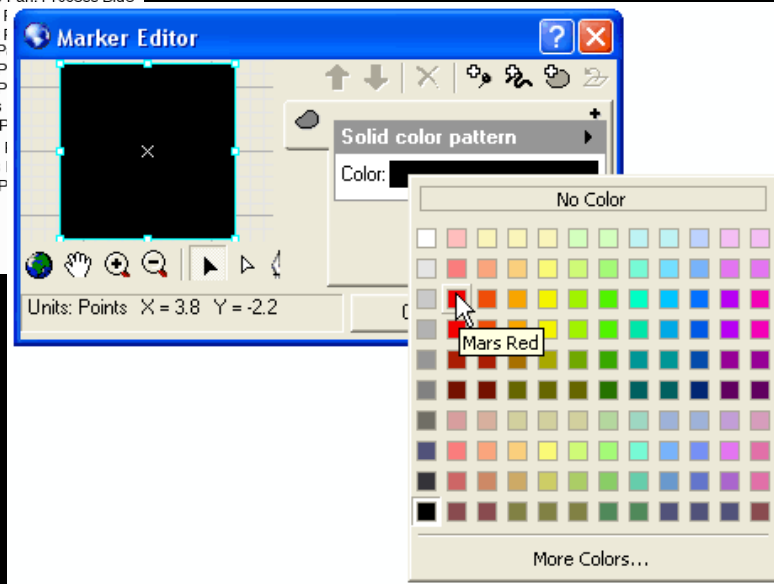 Marker Editor
Solid color pattern
Color:
No Color
Units: Points X = 3.8 Y = -2.2
Mars Red
More Colors...